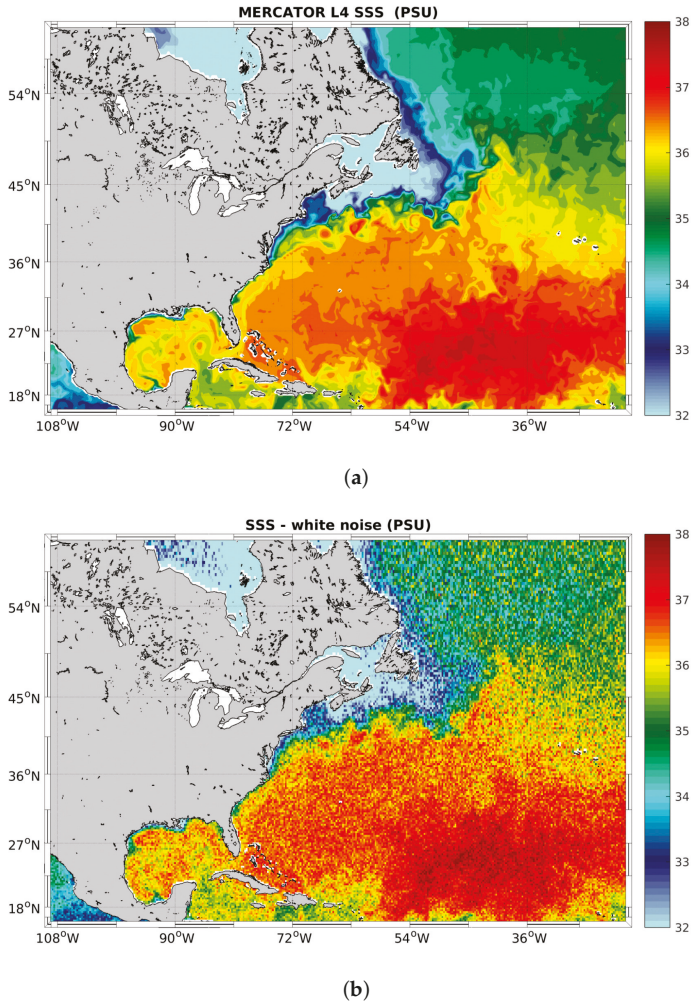 MERCATOR L4 SSS (PSU)
38
37
36
35
34
33
32
54°N
45°N
36°N
27°N
18°N
108°W
90°W
72°W
54°W
36°W
(a)
SSS - white noise (PSU)
38
37
36
35
34
33
32
54°N
45°N
36°N
27°N
18°N
108°W
90°W
72°W
54°W
36°W
(b)